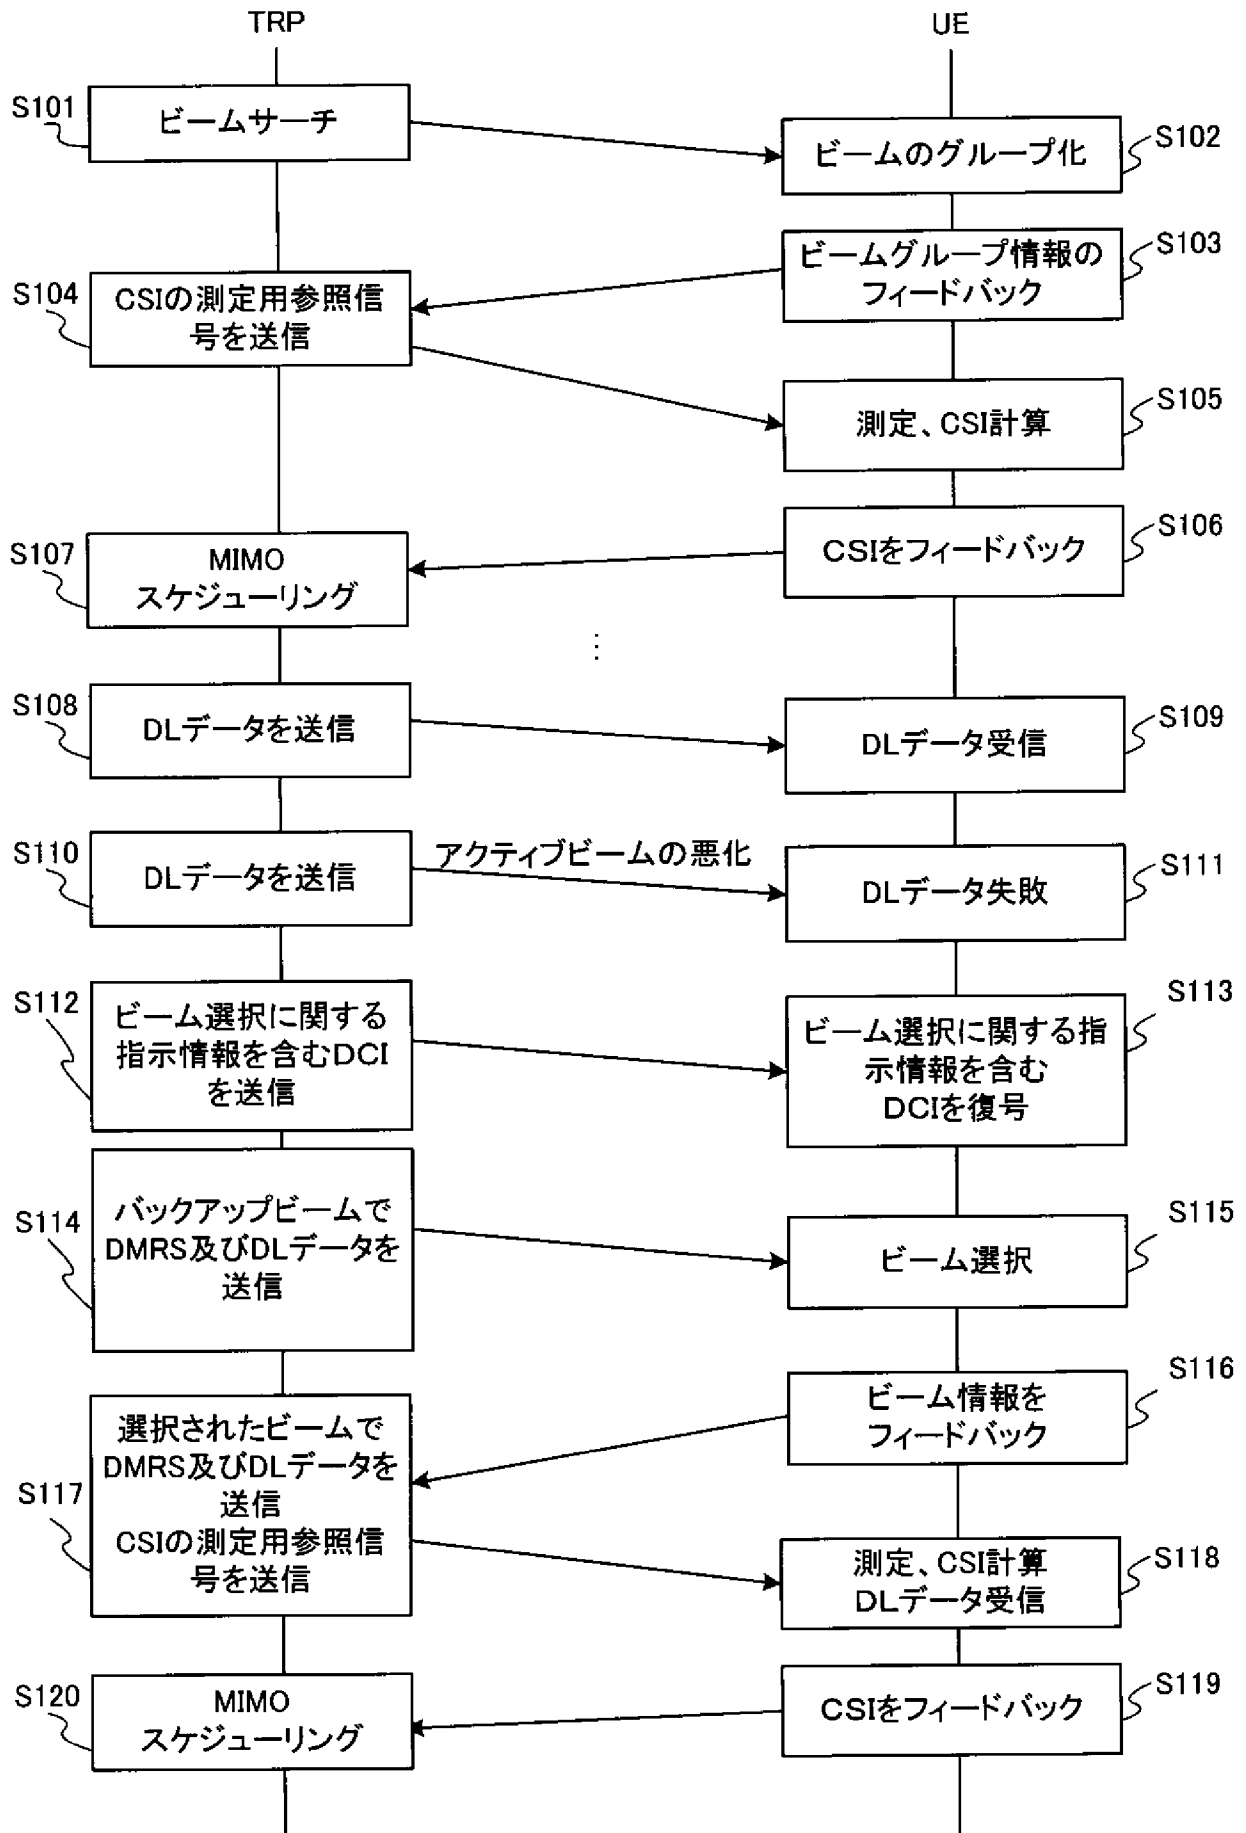 TRP
UE
S101
ビームサーチ
ビームのグループ化
S102
ビームグループ情報の
フィードバック
S103
S104
CSIの測定用参照信
号を送信
測定、CSI計算
S105
CSIをフィードバック
S106
S107
MIMO
スケジューリング
⋮
S108
DLデータを送信
DLデータ受信
S109
S110
DLデータを送信
アクティブビームの悪化
DLデータ失敗
S111
S112
ビーム選択に関する
指示情報を含むDCI
を送信
ビーム選択に関する指
示情報を含む
DCIを復号
S113
S114
バックアップビームで
DMRS及びDLデータを
送信
ビーム選択
S115
ビーム情報を
フィードバック
S116
S117
選択されたビームで
DMRS及びDLデータを
送信
CSIの測定用参照信
号を送信
測定、CSI計算
DLデータ受信
S118
CSIをフィードバック
S119
S120
MIMO
スケジューリング